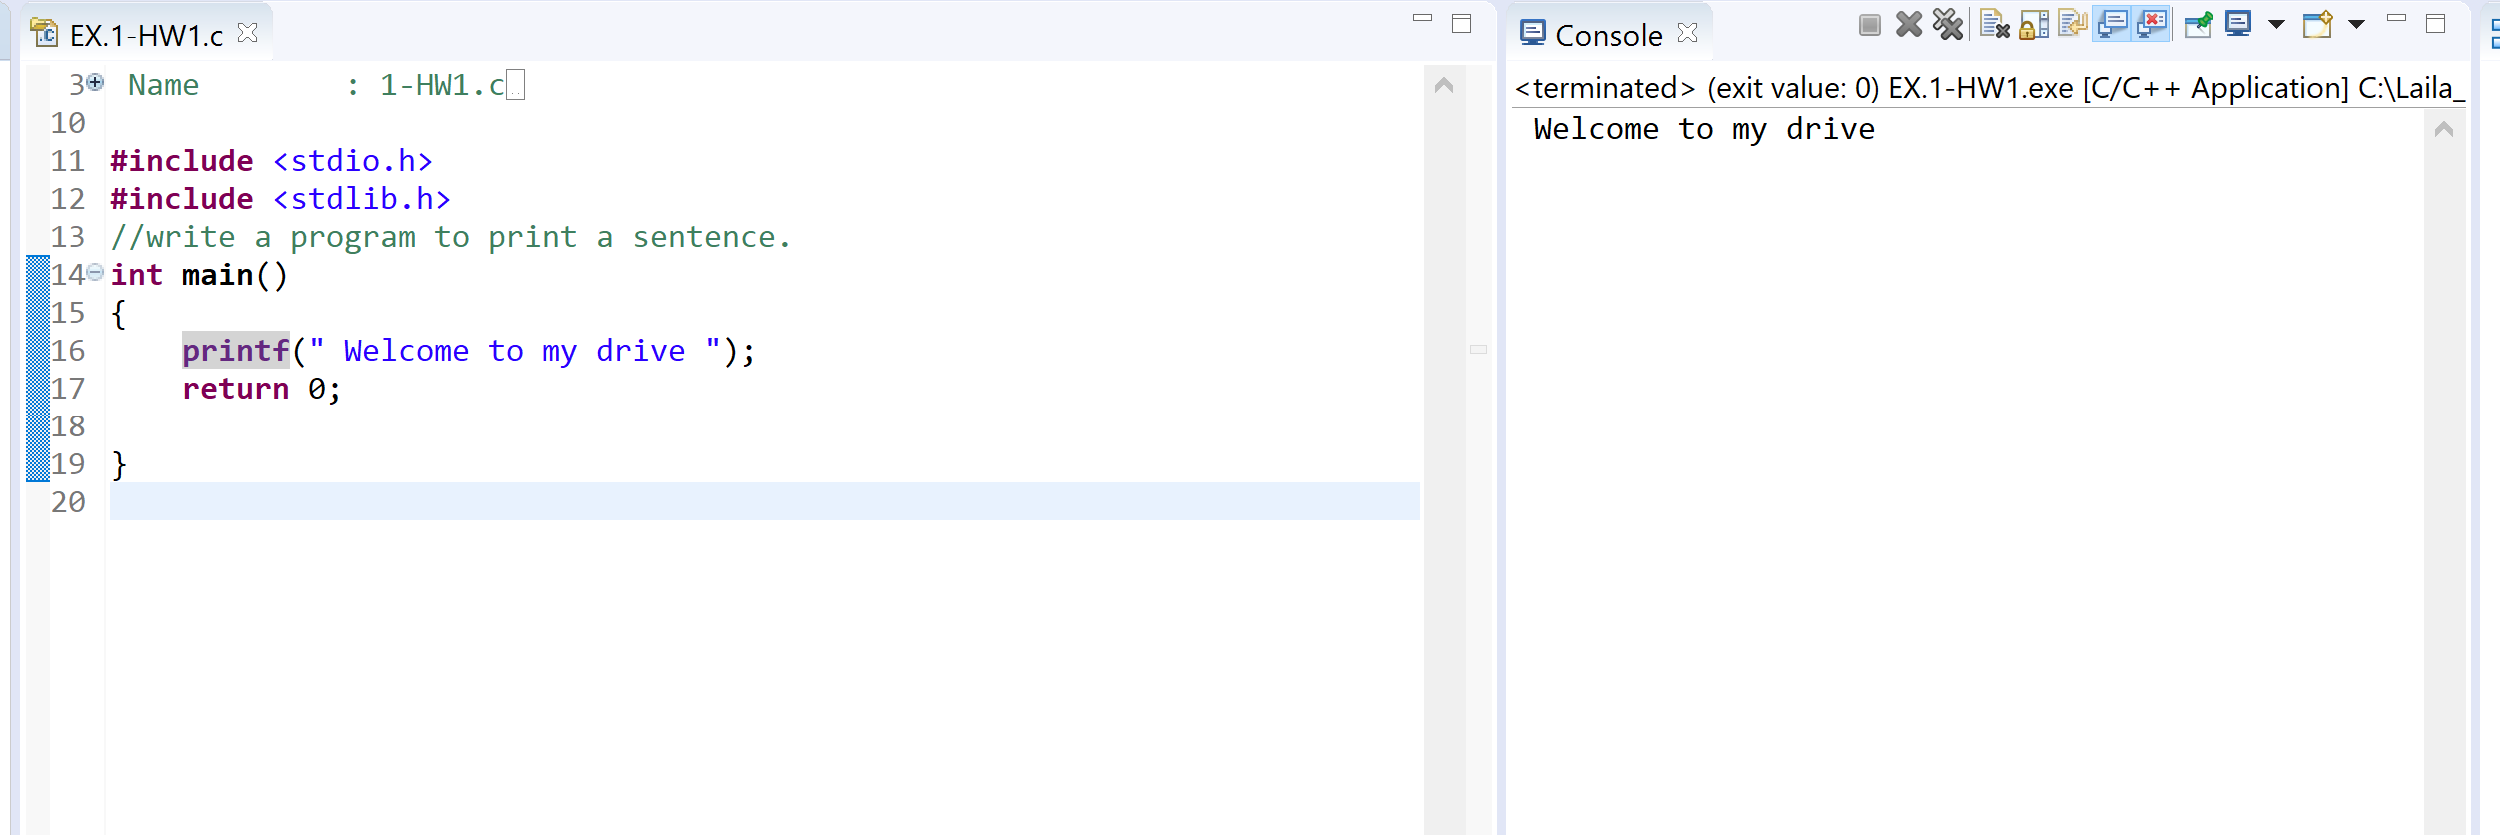 EX.1-HW1.c
3 Name : 1-HW1.c
10
11 #include <stdio.h>
12 #include <stdlib.h>
13 //write a program to print a sentence.
14 int main()
15 {
16 printf(" Welcome to my drive ");
17 return 0;
18
19 }
20
Console
<terminated> (exit value: 0) EX.1-HW1.exe [C/C++ Application] C:\Laila_
Welcome to my drive